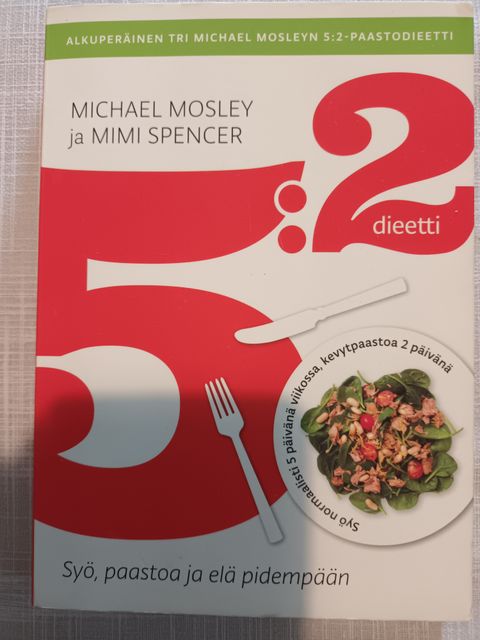 ALKUPERÄINEN TRI MICHAEL MOSLEYN 5:2-PAASTODIEETTI
MICHAEL MOSLEY
ja MIMI SPENCER
5:2
dieetti
Syö normaalisti 5 päivänä viikossa, kevytpaastoa 2 päivänä
Syö, paastoa ja elä pidempään